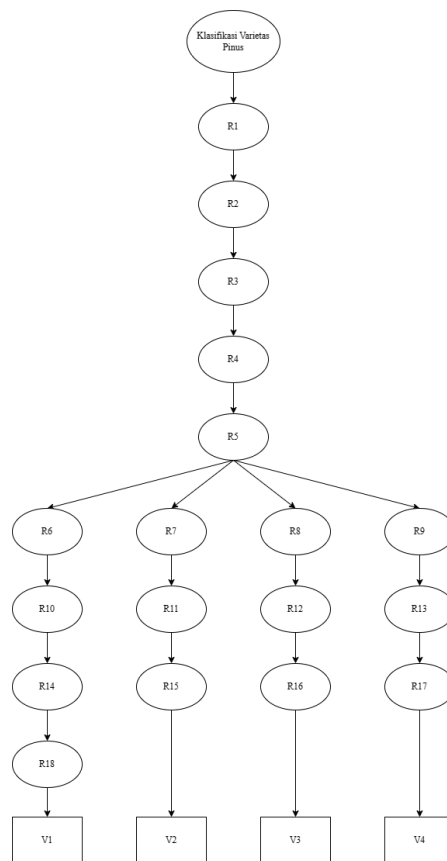 Klasifikasi Varietas
Pinus
R1
R2
R3
R4
R5
R6
R7
R8
R9
R10
R11
R12
R13
R14
R15
R16
R17
R18
V1
V2
V3
V4